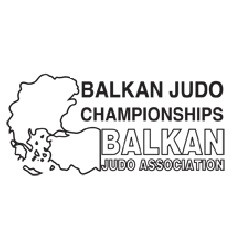 BALKAN JUDO
CHAMPIONSHIPS
BALKAN
JUDO ASSOCIATION